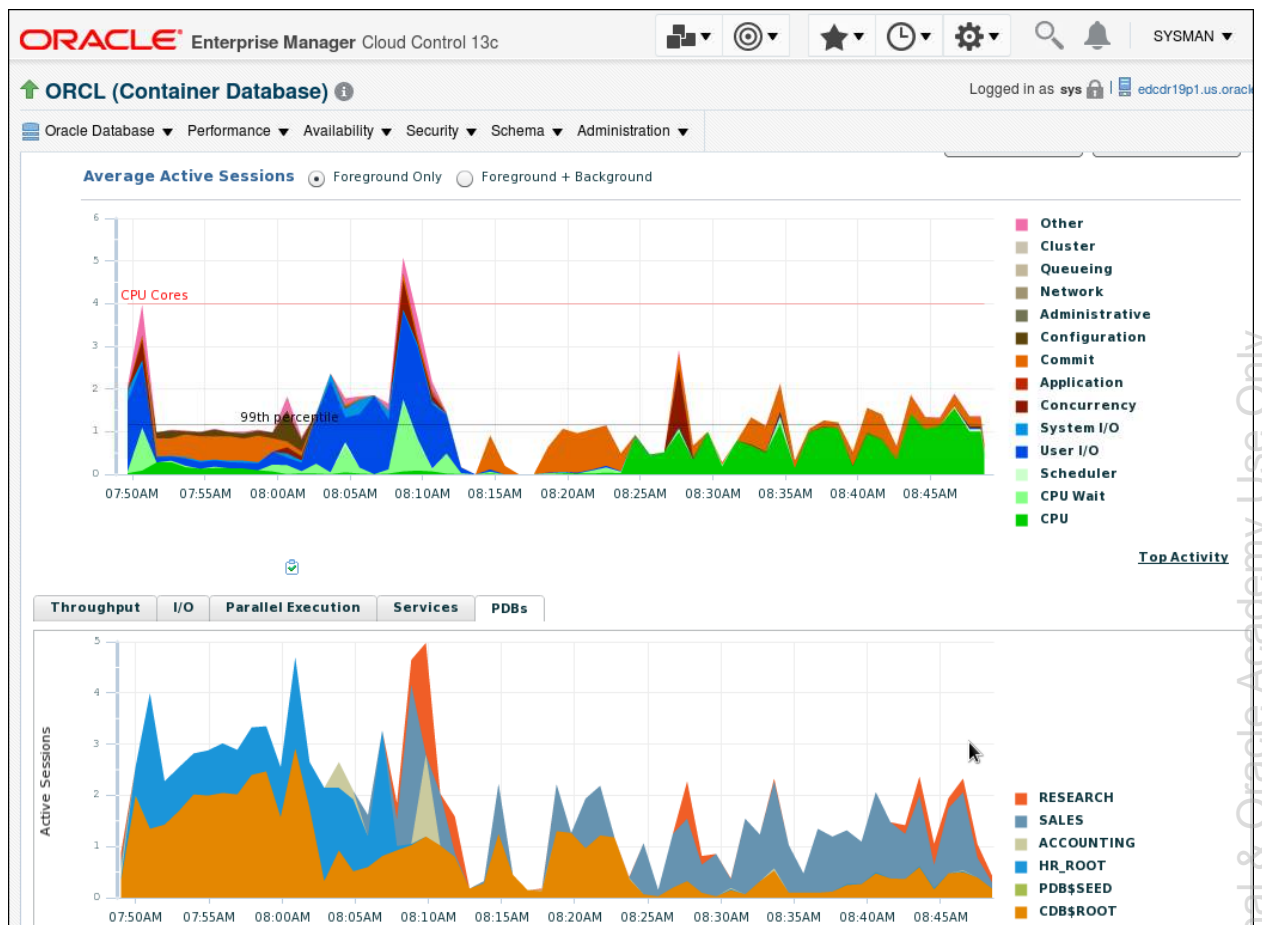 ORACLE Enterprise Manager Cloud Control 13c
SYSMAN
ORCL (Container Database)
Logged in as sys
edcdr19p1.us.oracl
Oracle Database Performance Availability Security Schema Administration
Average Active Sessions Foreground Only Foreground + Background
6
5
4
3
2
1
0
CPU Cores
99th percentile
07:50AM 07:55AM 08:00AM 08:05AM 08:10AM 08:15AM 08:20AM 08:25AM 08:30AM 08:35AM 08:40AM 08:45AM
Other
Cluster
Queueing
Network
Administrative
Configuration
Commit
Application
Concurrency
System I/O
User I/O
Scheduler
CPU Wait
CPU
Top Activity
Throughput I/O Parallel Execution Services PDBs
Active Sessions
5
4
3
2
1
0
07:50AM 07:55AM 08:00AM 08:05AM 08:10AM 08:15AM 08:20AM 08:25AM 08:30AM 08:35AM 08:40AM 08:45AM
RESEARCH
SALES
ACCOUNTING
HR_ROOT
PDB$SEED
CDB$ROOT
& Oracle Academy Use Only